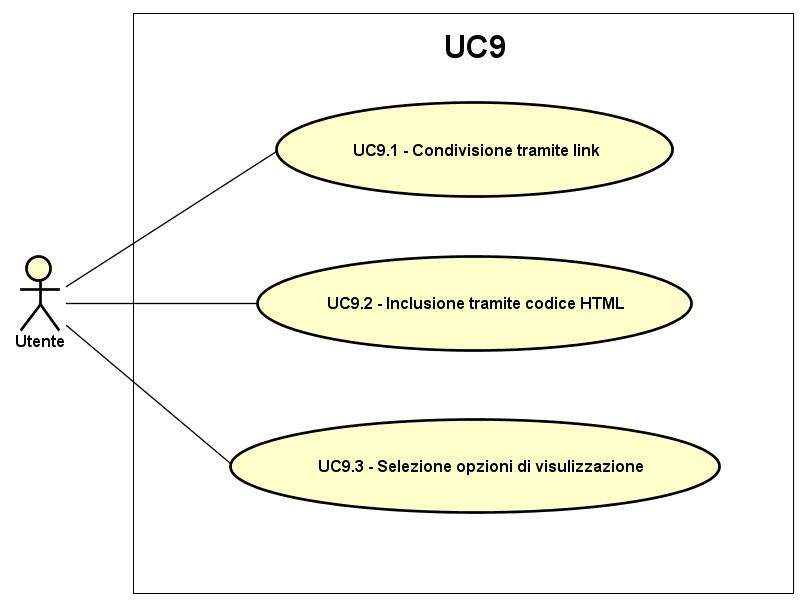 UC9
UC9.1 - Condivisione tramite link
UC9.2 - Inclusione tramite codice HTML
Utente
UC9.3 - Selezione opzioni di visulizzazione